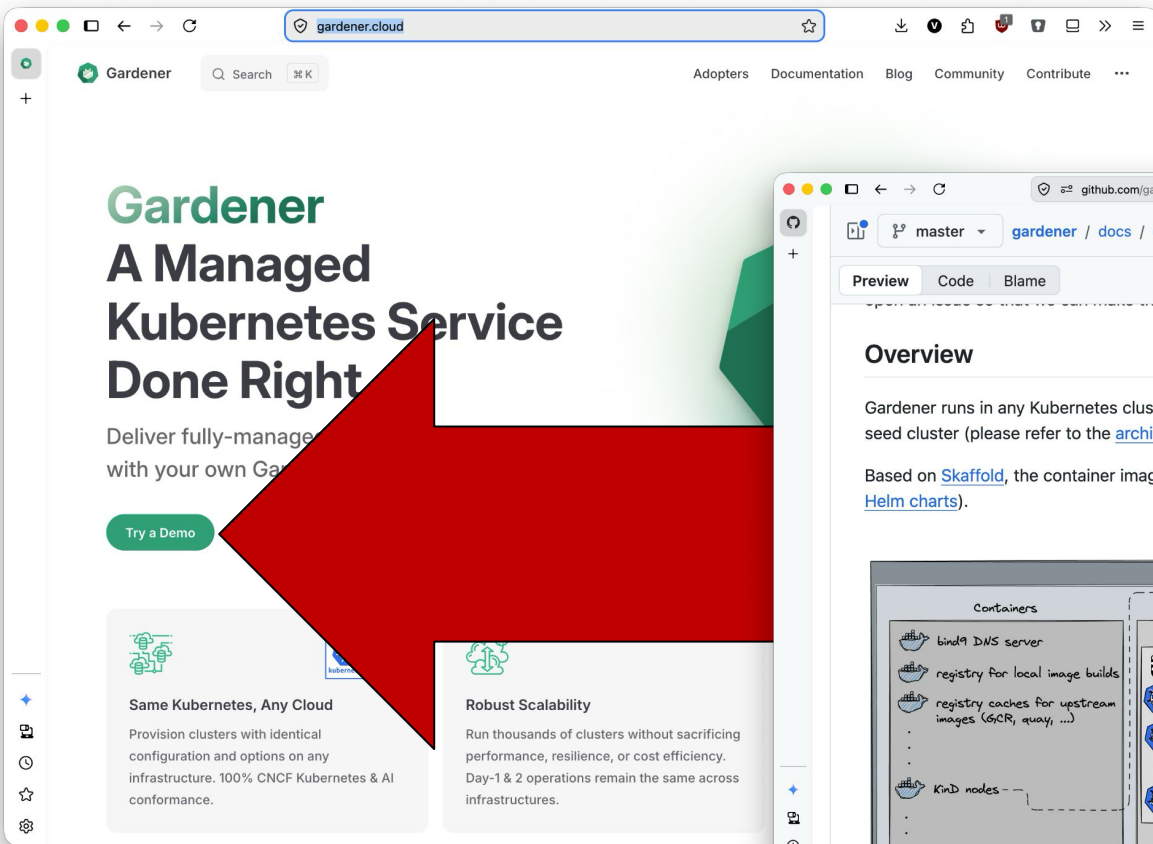 gardener.cloud
Gardener
Search ⌘ K
Adopters Documentation Blog Community Contribute
Gardener
A Managed
Kubernetes Service
Done Right
Deliver fully-manage
with your own Ga
Try a Demo
kubernetes
Same Kubernetes, Any Cloud
Provision clusters with identical
configuration and options on any
infrastructure. 100% CNCF Kubernetes & AI
conformance.
Robust Scalability
Run thousands of clusters without sacrificing
performance, resilience, or cost efficiency.
Day-1 & 2 operations remain the same across
infrastructures.
github.com/ga
master gardener / docs /
Preview Code Blame
Overview
Gardener runs in any Kubernetes clus
seed cluster (please refer to the archi
Based on Skaffold, the container imag
Helm charts).
Containers
bind9 DNS server
registry for local image builds
registry caches for upstream
images (GCR, quay, ...)
KinD nodes